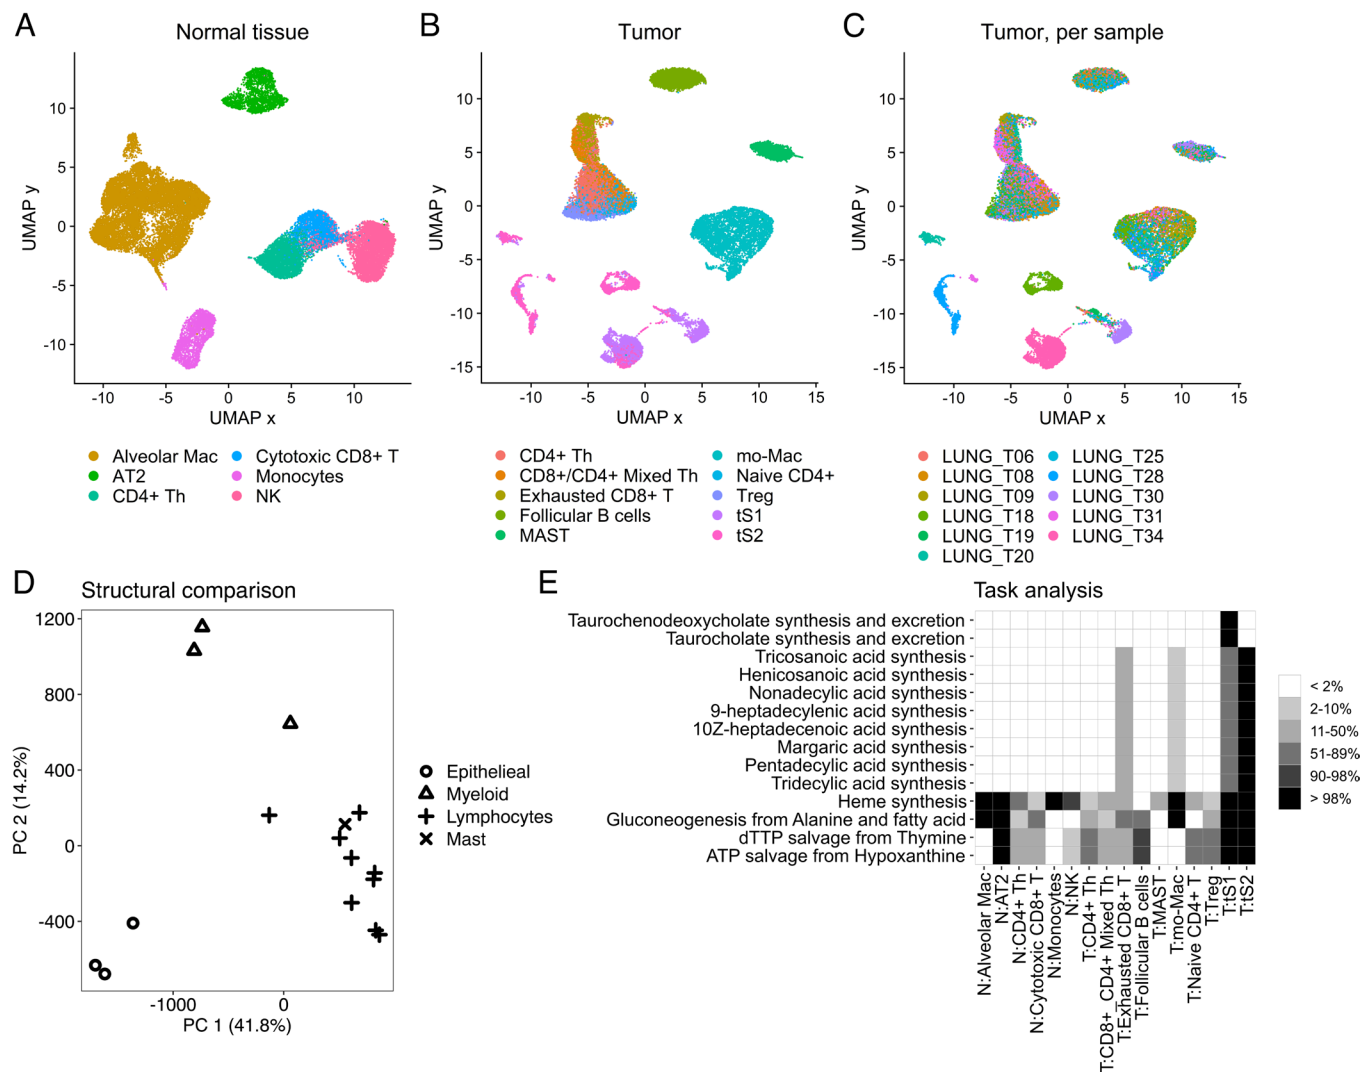 A
Normal tissue
UMAP y
10
5
0
-5
-10
-10
-5
0
5
10
UMAP x
Alveolar Mac
AT2
CD4+ Th
Cytotoxic CD8+ T
Monocytes
NK
B
Tumor
UMAP y
10
5
0
-5
-10
-15
-10
-5
0
5
10
15
UMAP x
CD4+ Th
CD8+/CD4+ Mixed Th
Exhausted CD8+ T
Follicular B cells
MAST
mo-Mac
Naive CD4+
Treg
tS1
tS2
C
Tumor, per sample
UMAP y
10
5
0
-5
-10
-15
-10
-5
0
5
10
15
UMAP x
LUNG_T06
LUNG_T08
LUNG_T09
LUNG_T18
LUNG_T19
LUNG_T20
LUNG_T25
LUNG_T28
LUNG_T30
LUNG_T31
LUNG_T34
D
Structural comparison
PC 2 (14.2%)
1200
800
400
0
-400
-1000
0
PC 1 (41.8%)
Epithelieal
Myeloid
Lymphocytes
Mast
E
Task analysis
Taurochenodeoxycholate synthesis and excretion
Taurocholate synthesis and excretion
Tricosanoic acid synthesis
Henicosanoic acid synthesis
Nonadecylic acid synthesis
9-heptadecylenic acid synthesis
10Z-heptadecenoic acid synthesis
Margaric acid synthesis
Pentadecylic acid synthesis
Tridecylic acid synthesis
Heme synthesis
Gluconeogenesis from Alanine and fatty acid
dTTP salvage from Thymine
ATP salvage from Hypoxanthine
N:Alveolar Mac
N:AT2
N:CD4+ Th
N:Cytotoxic CD8+ T
N:Monocytes
N:NK
T:CD4+ Th
T:CD8+_CD4+ Mixed Th
T:Exhausted CD8+ T
T:Follicular B cells
T:MAST
T:mo-Mac
T:Naive CD4+ T
T:Treg
T:tS1
T:tS2
< 2%
2-10%
11-50%
51-89%
90-98%
> 98%